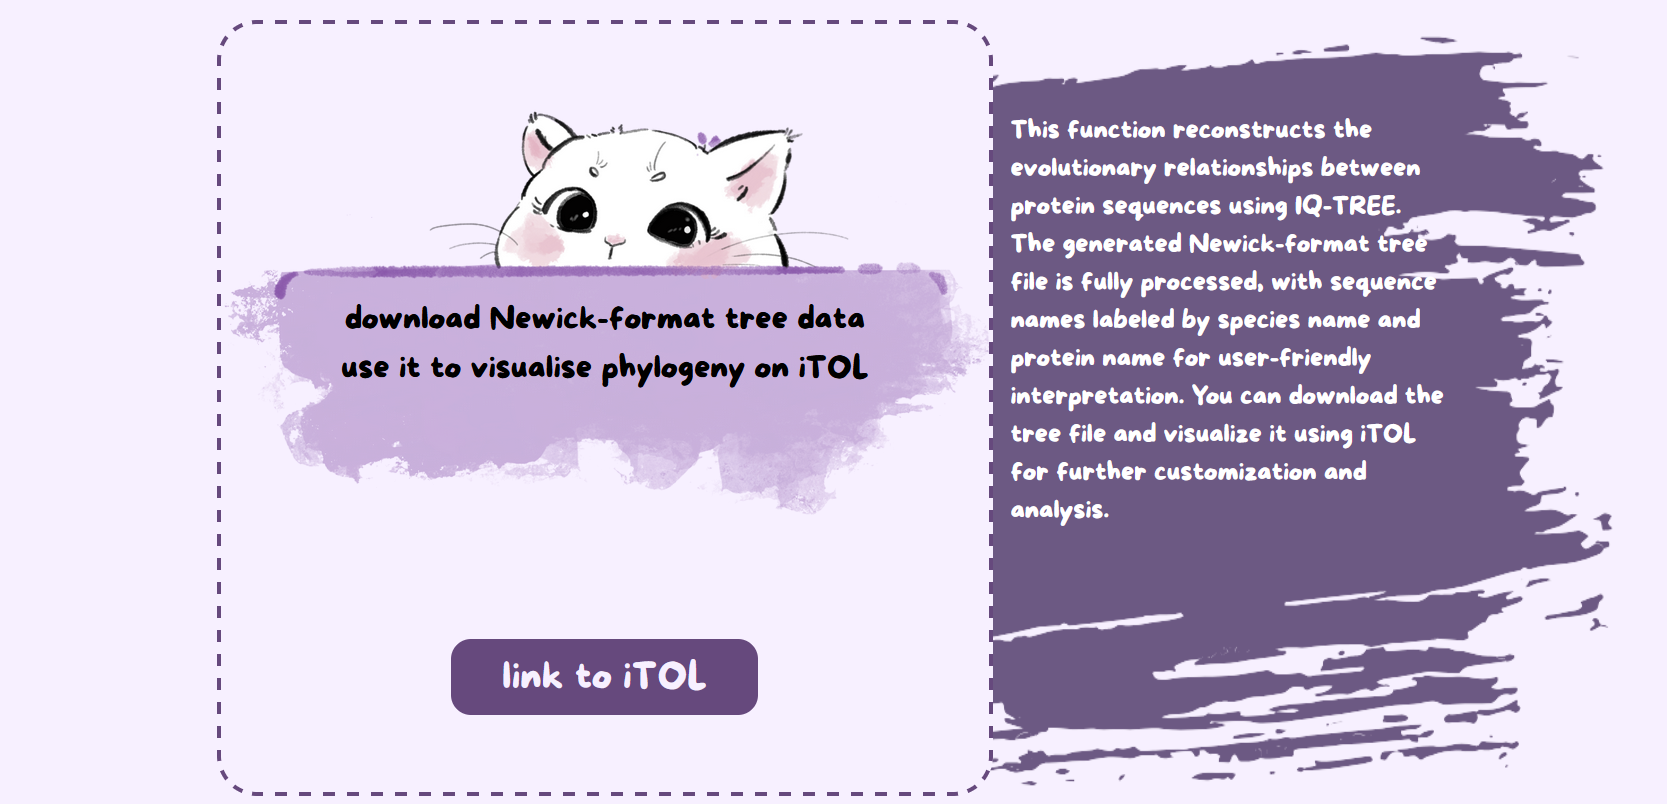 download Newick-format tree data
use it to visualise phylogeny on iTOL
link to iTOL
This function reconstructs the
evolutionary relationships between
protein sequences using IQ-TREE.
The generated Newick-format tree
file is fully processed, with sequence
names labeled by species name and
protein name for user-friendly
interpretation. You can download the
tree file and visualize it using iTOL
for further customization and
analysis.